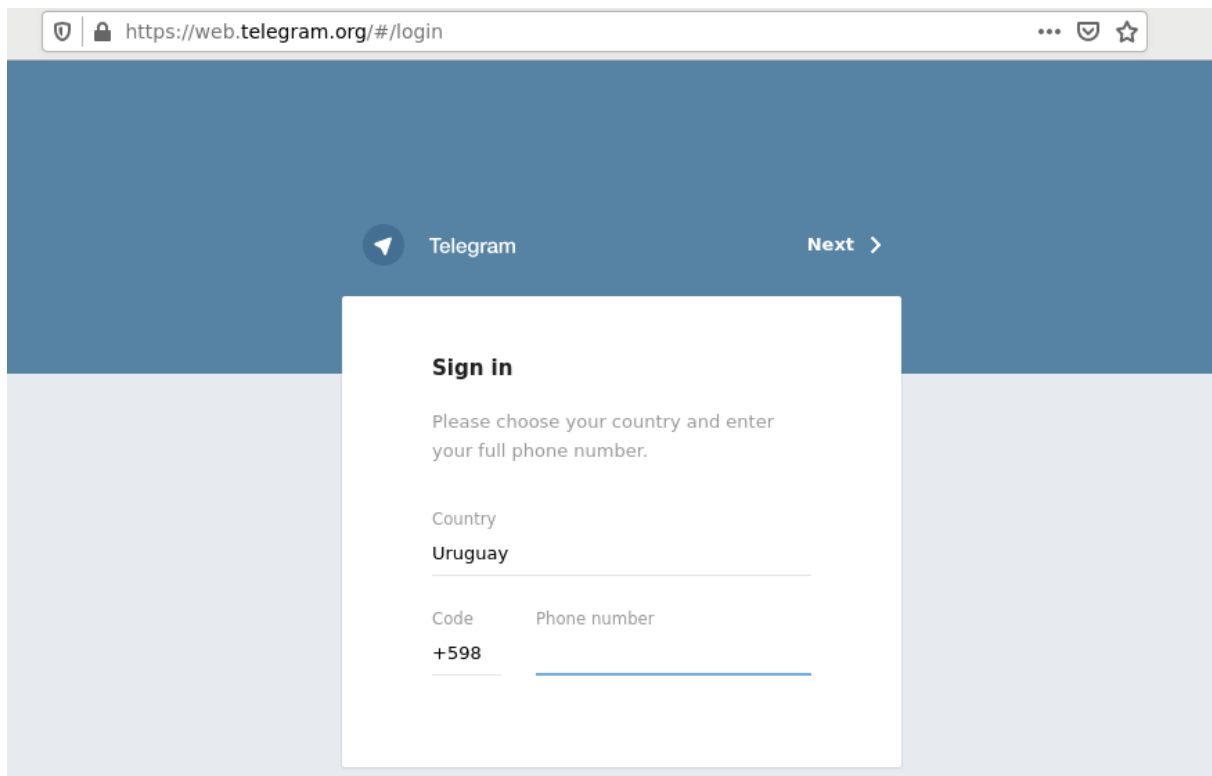 https://web.telegram.org/#/login
Telegram
Next
Sign in
Please choose your country and enter
your full phone number.
Country
Uruguay
Code Phone number
+598